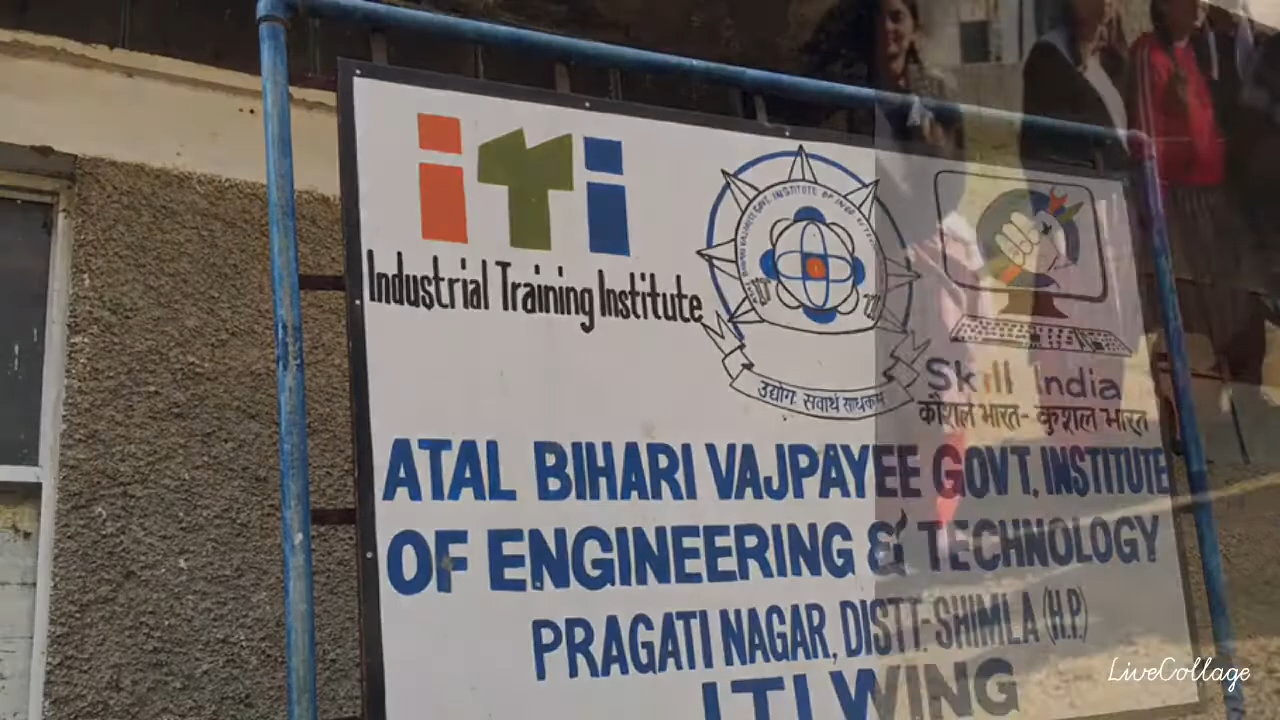 iTi
Industrial Training Institute
उद्योगः सवार्थ साधकम
Skill India
कौशल भारत- कुशल भारत
ATAL BIHARI VAJPAYEE GOVT. INSTITUTE
OF ENGINEERING & TECHNOLOGY
PRAGATI NAGAR, DISTT-SHIMLA (H.P.)
ITI WING
LiveCollage